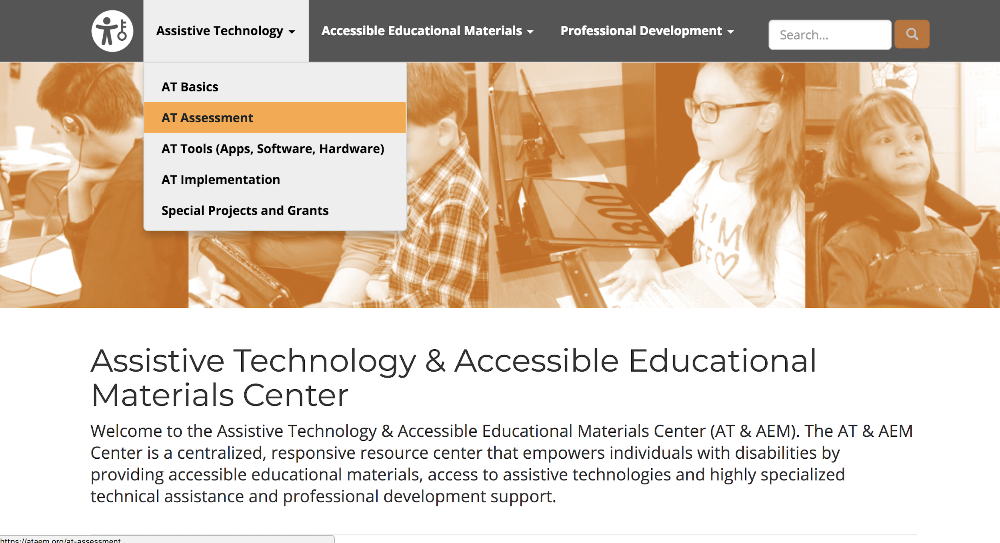 Assistive Technology
Accessible Educational Materials
Professional Development
Search...
AT Basics
AT Assessment
AT Tools (Apps, Software, Hardware)
AT Implementation
Special Projects and Grants
I'M
Assistive Technology & Accessible Educational
Materials Center
Welcome to the Assistive Technology & Accessible Educational Materials Center (AT & AEM). The AT & AEM
Center is a centralized, responsive resource center that empowers individuals with disabilities by
providing accessible educational materials, access to assistive technologies and highly specialized
technical assistance and professional development support.
https://ataem.org/at-assessment